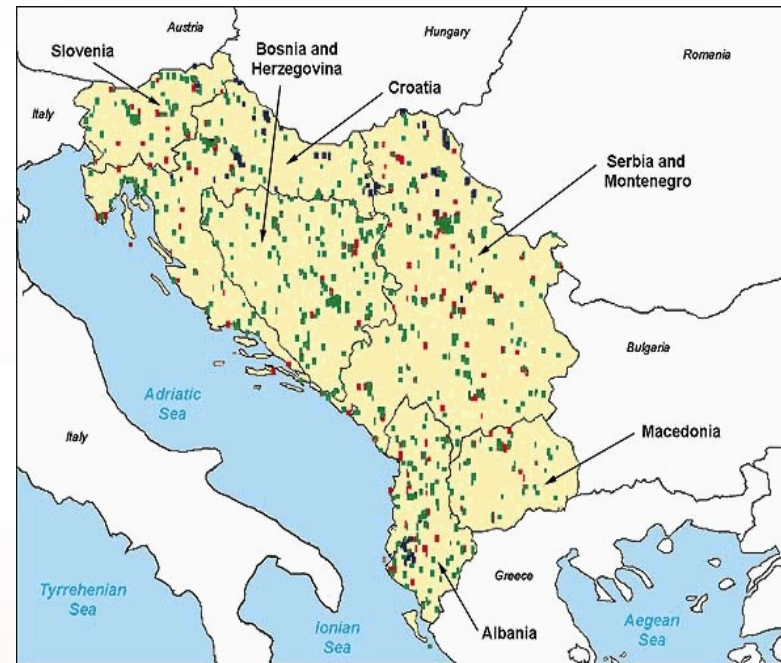 Austria
Hungary
Romania
Slovenia
Bosnia and
Herzegovina
Croatia
Italy
Serbia and
Montenegro
Bulgaria
Adriatic
Sea
Italy
Macedonia
Tyrrehenian
Sea
Ionian
Sea
Greece
Albania
Aegean
Sea